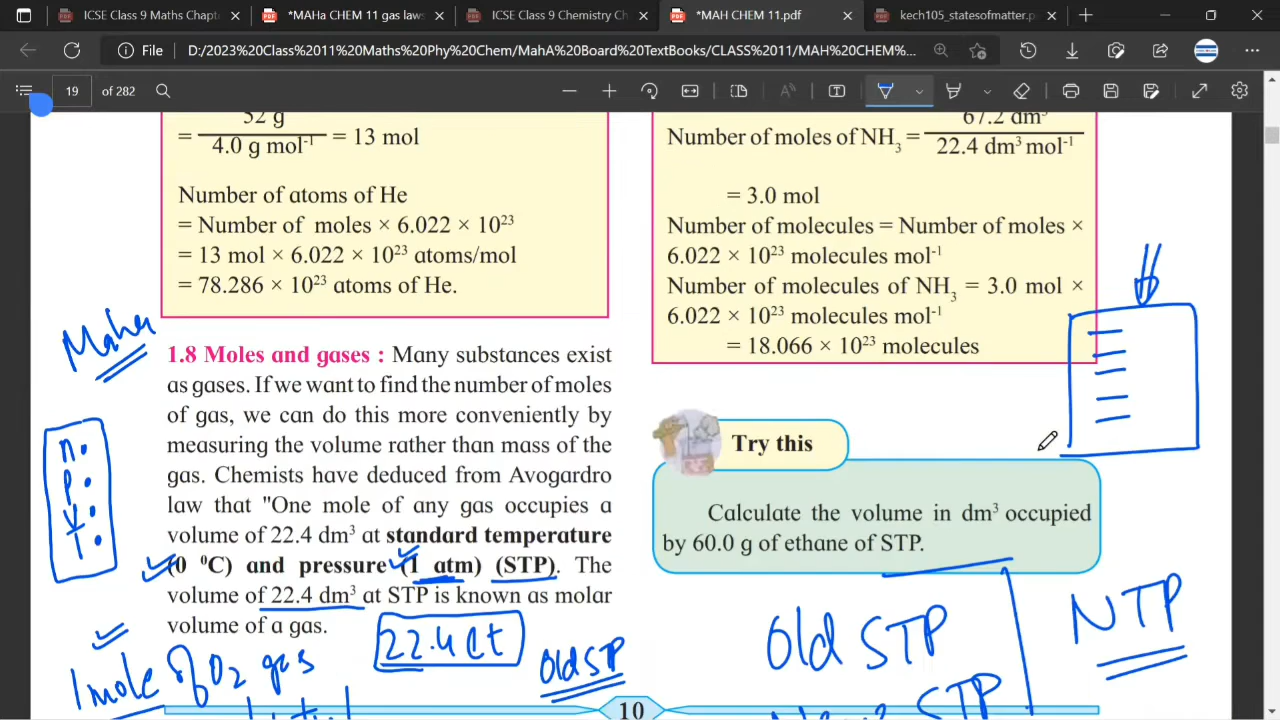 ICSE Class 9 Maths Chapt
*MAHa CHEM 11 gas laws
ICSE Class 9 Chemistry Ch
*MAH CHEM 11.pdf
kech105_statesofmatter.p
File
D:/2023%20Class%2011%20Maths%20Phy%20Chem/MahA%20Board%20TextBooks/CLASS%2011/MAH%20CHEM%...
19 of 282
52 g
= 4.0 g mol-1 = 13 mol
Number of atoms of He
= Number of moles × 6.022 × 10²³
= 13 mol × 6.022 × 10²³ atoms/mol
= 78.286 × 10²³ atoms of He.
Maha
n.
P.
V.
T.
1.8 Moles and gases : Many substances exist
as gases. If we want to find the number of moles
of gas, we can do this more conveniently by
measuring the volume rather than mass of the
gas. Chemists have deduced from Avogardro
law that "One mole of any gas occupies a
volume of 22.4 dm³ at standard temperature
(0 ⁰C) and pressure (1 atm) (STP). The
volume of 22.4 dm³ at STP is known as molar
volume of a gas.
22.4 Lt
1 mole of O2 gas
Old STP
67.2 dm³
Number of moles of NH₃ = 22.4 dm³ mol-1
= 3.0 mol
Number of molecules = Number of moles ×
6.022 × 10²³ molecules mol-1
Number of molecules of NH₃ = 3.0 mol ×
6.022 × 10²³ molecules mol-1
= 18.066 × 10²³ molecules
Try this
Calculate the volume in dm³ occupied
by 60.0 g of ethane of STP.
Old STP
NTP
STP
10